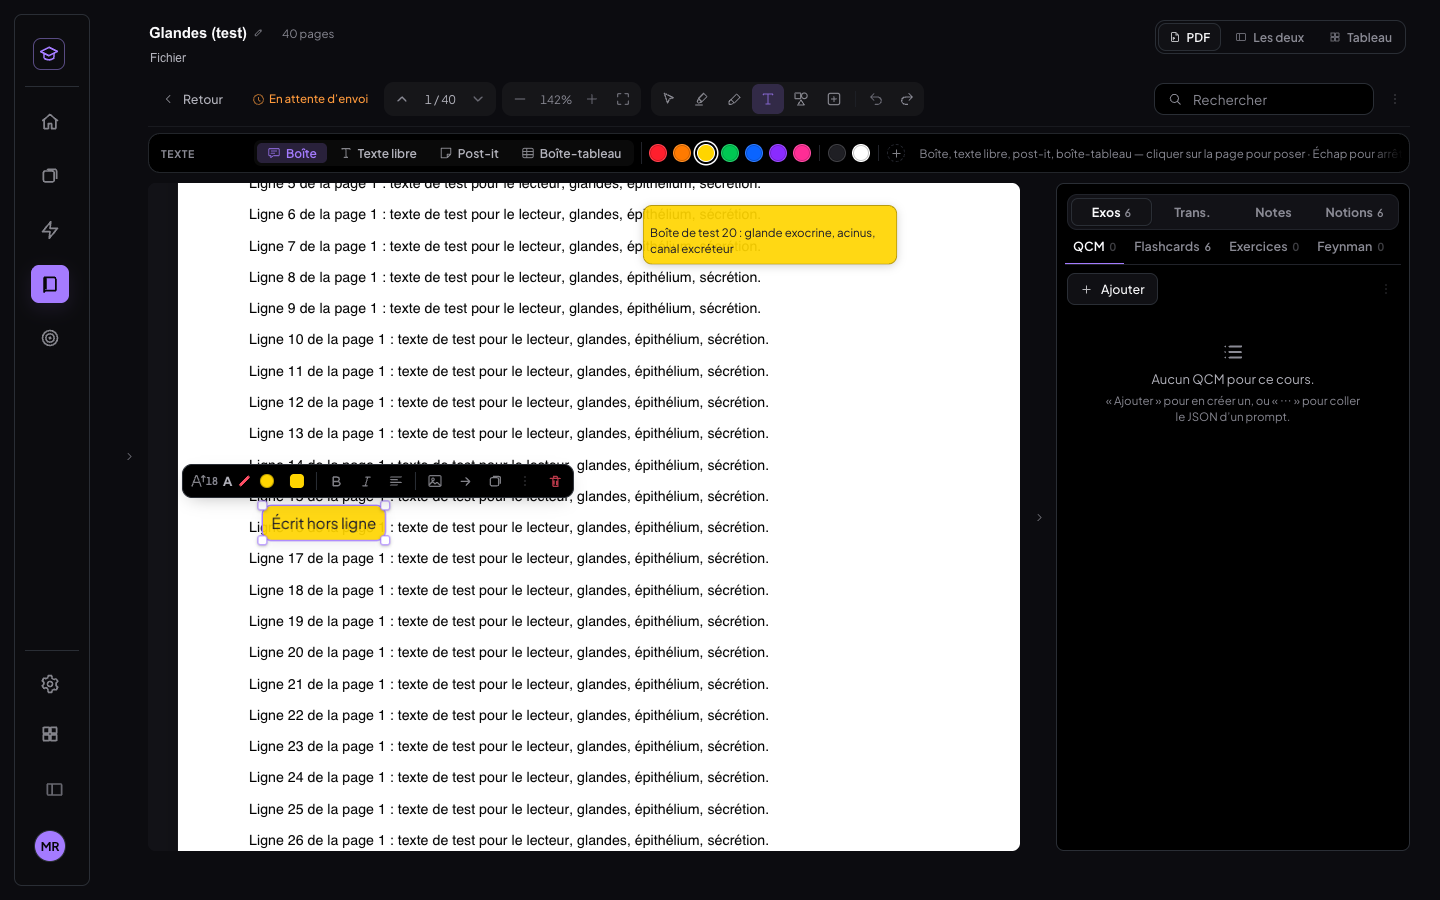 Glandes (test)
40 pages
Fichier
PDF
Les deux
Tableau
Retour
En attente d'envoi
1 / 40
142%
Rechercher
TEXTE
Boîte
Texte libre
Post-it
Boîte-tableau
Boîte, texte libre, post-it, boîte-tableau — cliquer sur la page pour poser · Échap pour
Ligne 5 de la page 1 : texte de test pour le lecteur, glandes, épithélium, sécrétion.
Ligne 6 de la page 1 : texte de test pour le lecteur, glandes, épithélium, sécrétion.
Boîte de test 20 : glande exocrine, acinus,
canal excréteur
Ligne 7 de la page 1 : texte de test pour le lecteur, glandes,
Ligne 8 de la page 1 : texte de test pour le lecteur, glandes, épithélium, sécrétion.
Ligne 9 de la page 1 : texte de test pour le lecteur, glandes, épithélium, sécrétion.
Ligne 10 de la page 1 : texte de test pour le lecteur, glandes, épithélium, sécrétion.
Ligne 11 de la page 1 : texte de test pour le lecteur, glandes, épithélium, sécrétion.
Ligne 12 de la page 1 : texte de test pour le lecteur, glandes, épithélium, sécrétion.
Ligne 13 de la page 1 : texte de test pour le lecteur, glandes, épithélium, sécrétion.
glandes, épithélium, sécrétion.
A 18 A B I
glandes, épithélium, sécrétion.
Écrit hors ligne
: texte de test pour le lecteur, glandes, épithélium, sécrétion.
Ligne 17 de la page 1 : texte de test pour le lecteur, glandes, épithélium, sécrétion.
Ligne 18 de la page 1 : texte de test pour le lecteur, glandes, épithélium, sécrétion.
Ligne 19 de la page 1 : texte de test pour le lecteur, glandes, épithélium, sécrétion.
Ligne 20 de la page 1 : texte de test pour le lecteur, glandes, épithélium, sécrétion.
Ligne 21 de la page 1 : texte de test pour le lecteur, glandes, épithélium, sécrétion.
Ligne 22 de la page 1 : texte de test pour le lecteur, glandes, épithélium, sécrétion.
Ligne 23 de la page 1 : texte de test pour le lecteur, glandes, épithélium, sécrétion.
Ligne 24 de la page 1 : texte de test pour le lecteur, glandes, épithélium, sécrétion.
Ligne 25 de la page 1 : texte de test pour le lecteur, glandes, épithélium, sécrétion.
Ligne 26 de la page 1 : texte de test pour le lecteur, glandes, épithélium, sécrétion.
Exos 6
Trans.
Notes
Notions 6
QCM 0
Flashcards 6
Exercices 0
Feynman 0
Ajouter
Aucun QCM pour ce cours.
« Ajouter » pour en créer un, ou « ⋯ » pour coller
le JSON d'un prompt.
MR